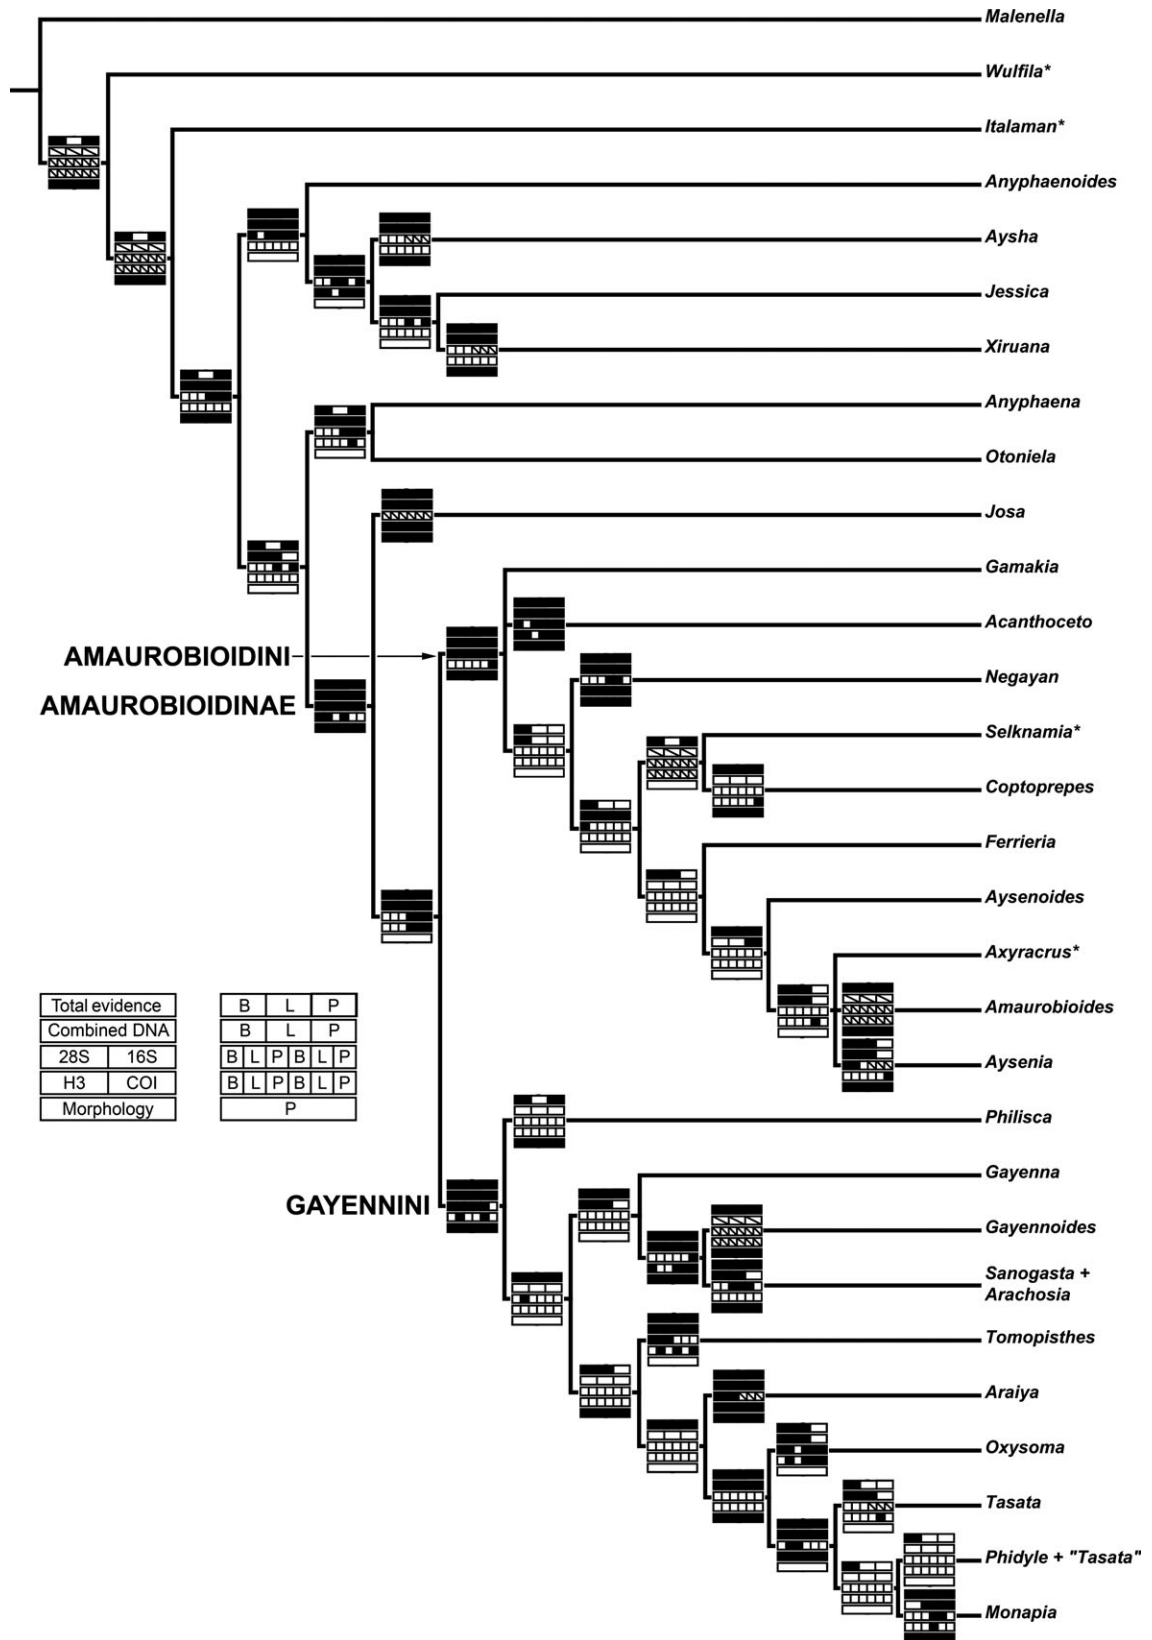 Malenella
Wulfila*
Italaman*
Anyphaenoides
Aysha
Jessica
Xiruana
Anyphaena
Otoniela
Josa
Gamakia
Acanthoceto
AMAUROBIOIDINI
Negayan
AMAUROBIOIDINAE
Selknamia*
Coptoprepes
Ferrieria
Aysenoides
Axyracrus*
Amaurobioides
Aysenia
Total evidence B L P
Combined DNA B L P
28S 16S B L P B L P
H3 COI B L P B L P
Morphology P
Philisca
Gayenna
GAYENNINI
Gayennoides
Sanogasta +
Arachosia
Tomopisthes
Araiya
Oxysoma
Tasata
Phidyle + "Tasata"
Monapia